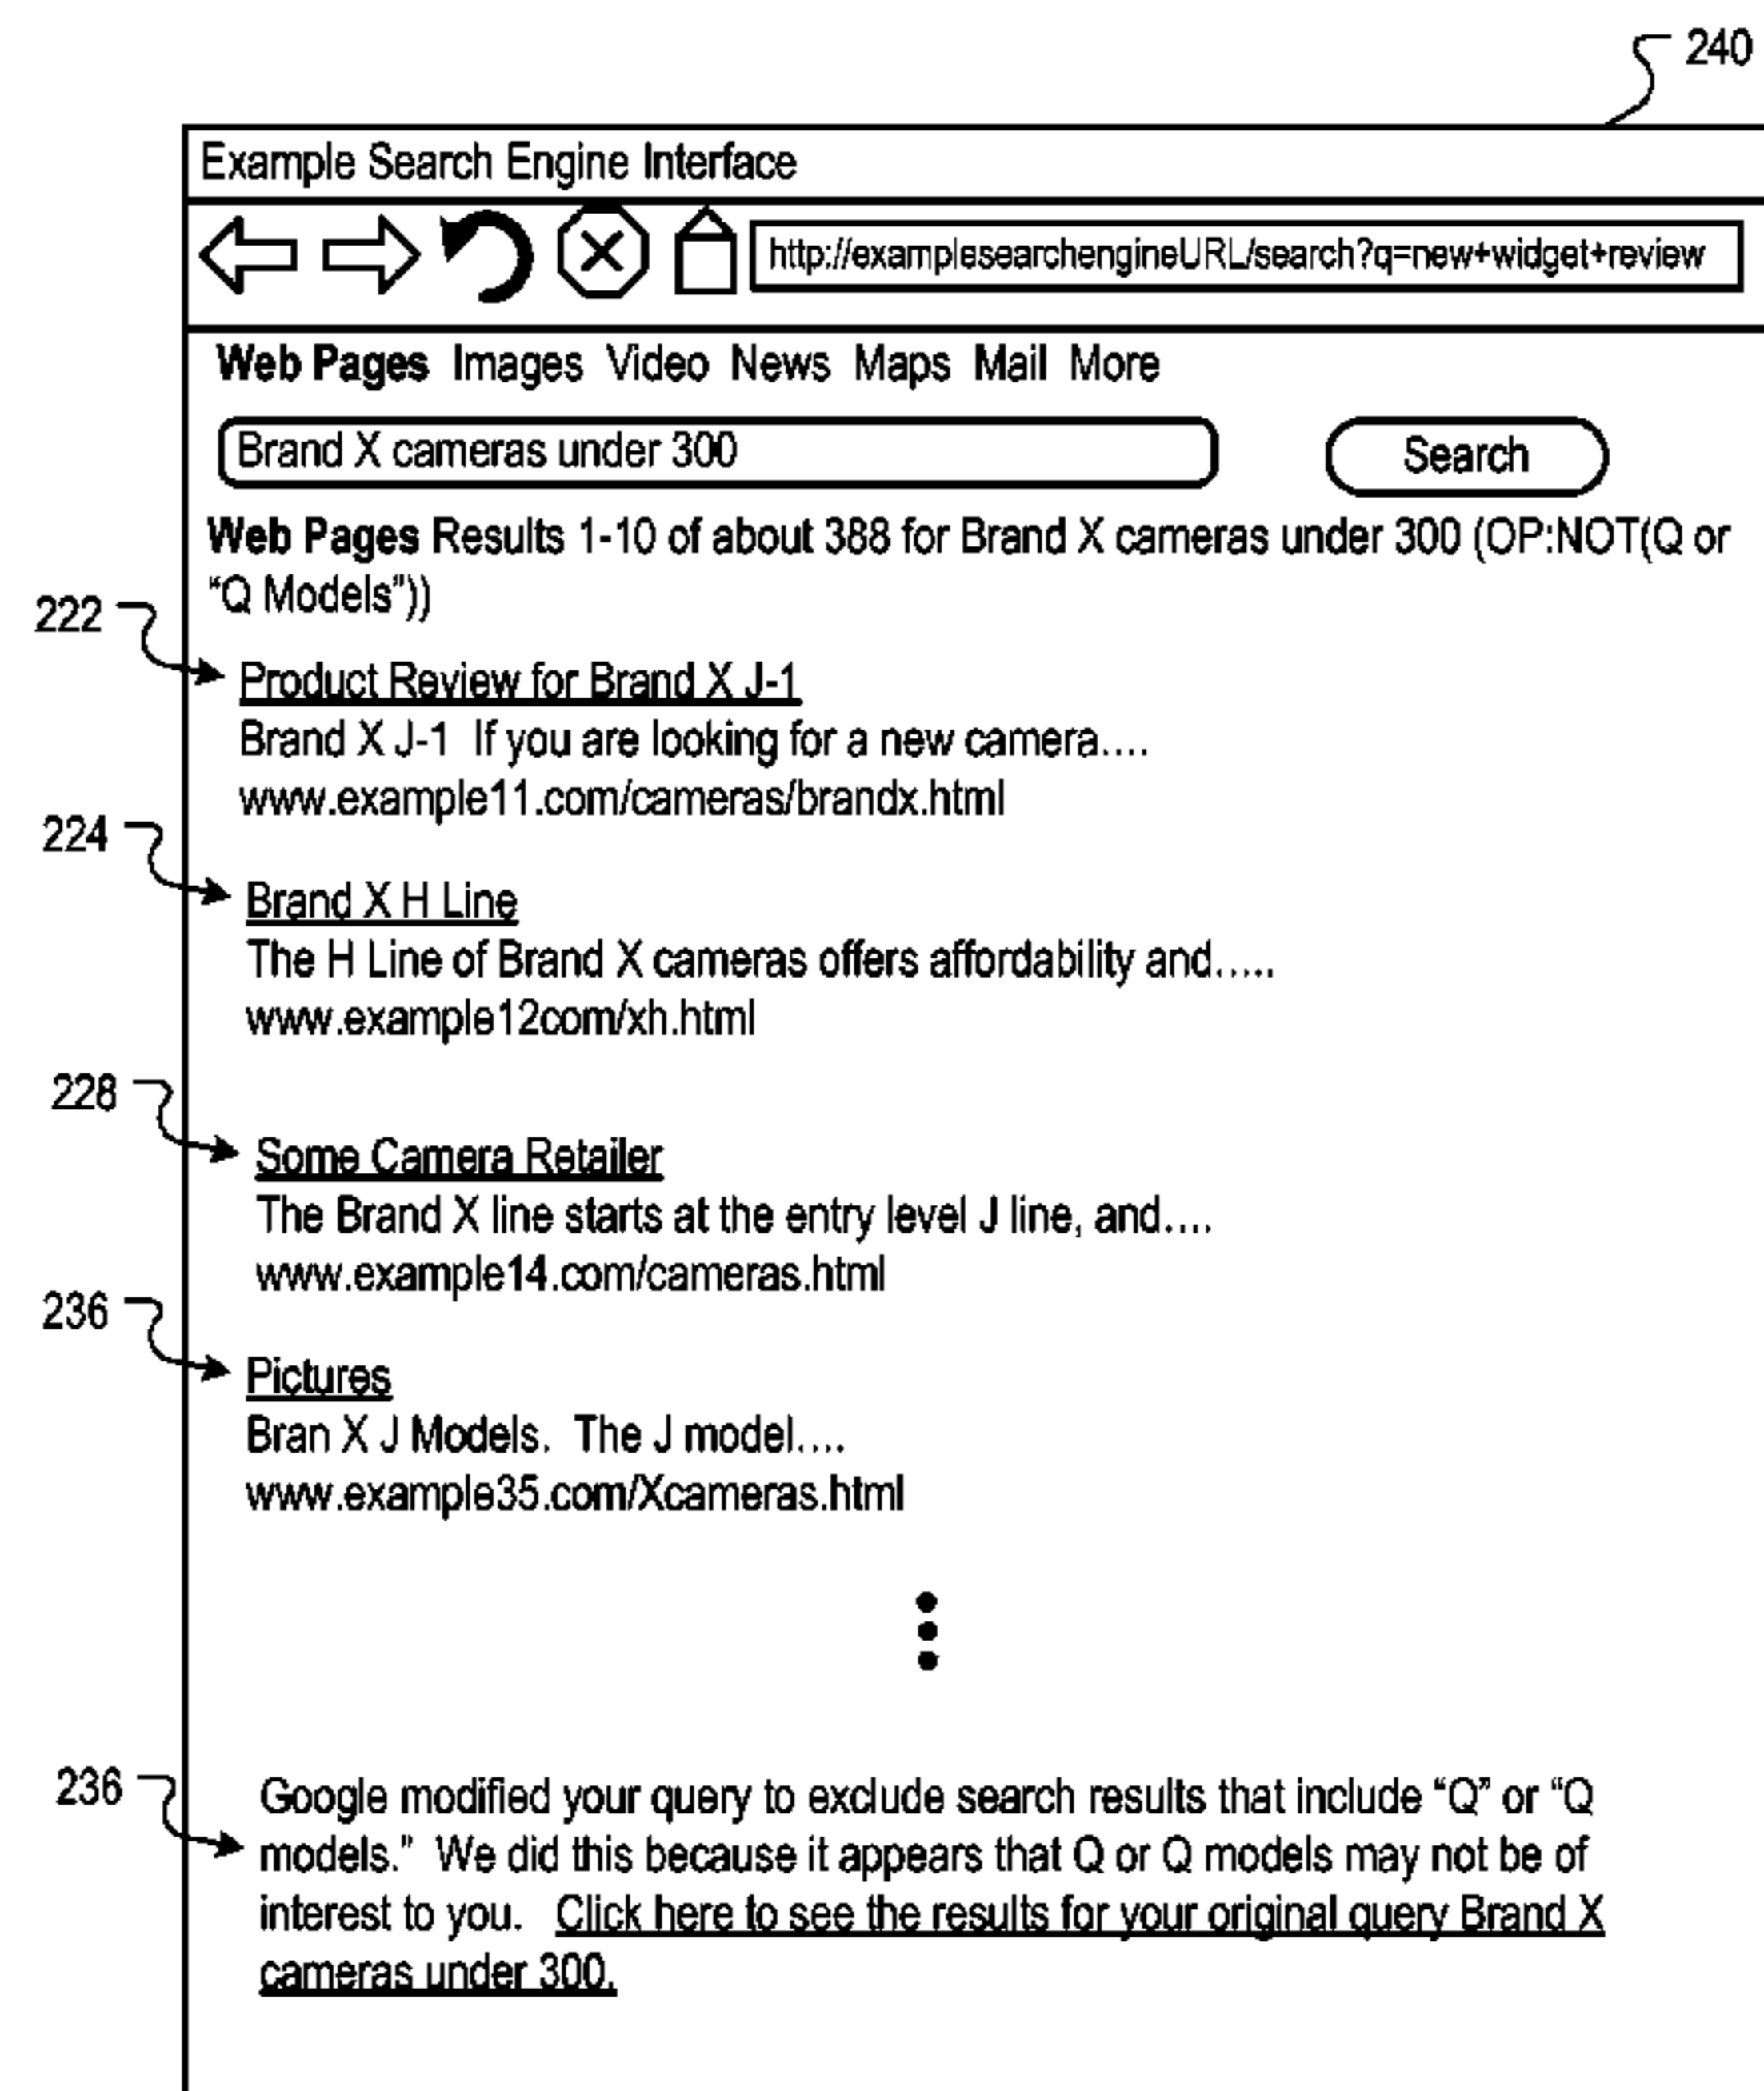 240
Example Search Engine Interface
http://examplesearchengineURL/search?q=new+widget+review
Web Pages Images Video News Maps Mail More
Brand X cameras under 300
Search
Web Pages Results 1-10 of about 388 for Brand X cameras under 300 (OP:NOT(Q or
“Q Models”))
222
Product Review for Brand X J-1
Brand X J-1 If you are looking for a new camera....
www.example11.com/cameras/brandx.html
224
Brand X H Line
The H Line of Brand X cameras offers affordability and.....
www.example12com/xh.html
228
Some Camera Retailer
The Brand X line starts at the entry level J line, and....
www.example14.com/cameras.html
236
Pictures
Bran X J Models. The J model....
www.example35.com/Xcameras.html
236
Google modified your query to exclude search results that include “Q” or “Q
models.” We did this because it appears that Q or Q models may not be of
interest to you. Click here to see the results for your original query Brand X
cameras under 300.